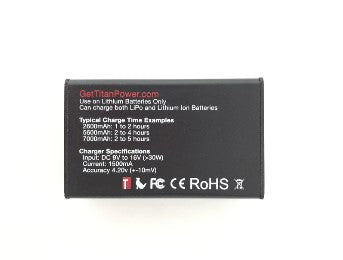 GetTitanPower.com
Use on Lithium Batteries Only
Can charge both LiPo and Lithium Ion Batteries
Typical Charge Time Examples
2600mAh: 1 to 2 hours
5600mAh: 2 to 4 hours
7000mAh: 2 to 5 hours
Charger Specifications
Input: DC 9V to 16V (>30W)
Current: 1500mA
Accuracy 4.20v (+-10mV)
T FC CE RoHS